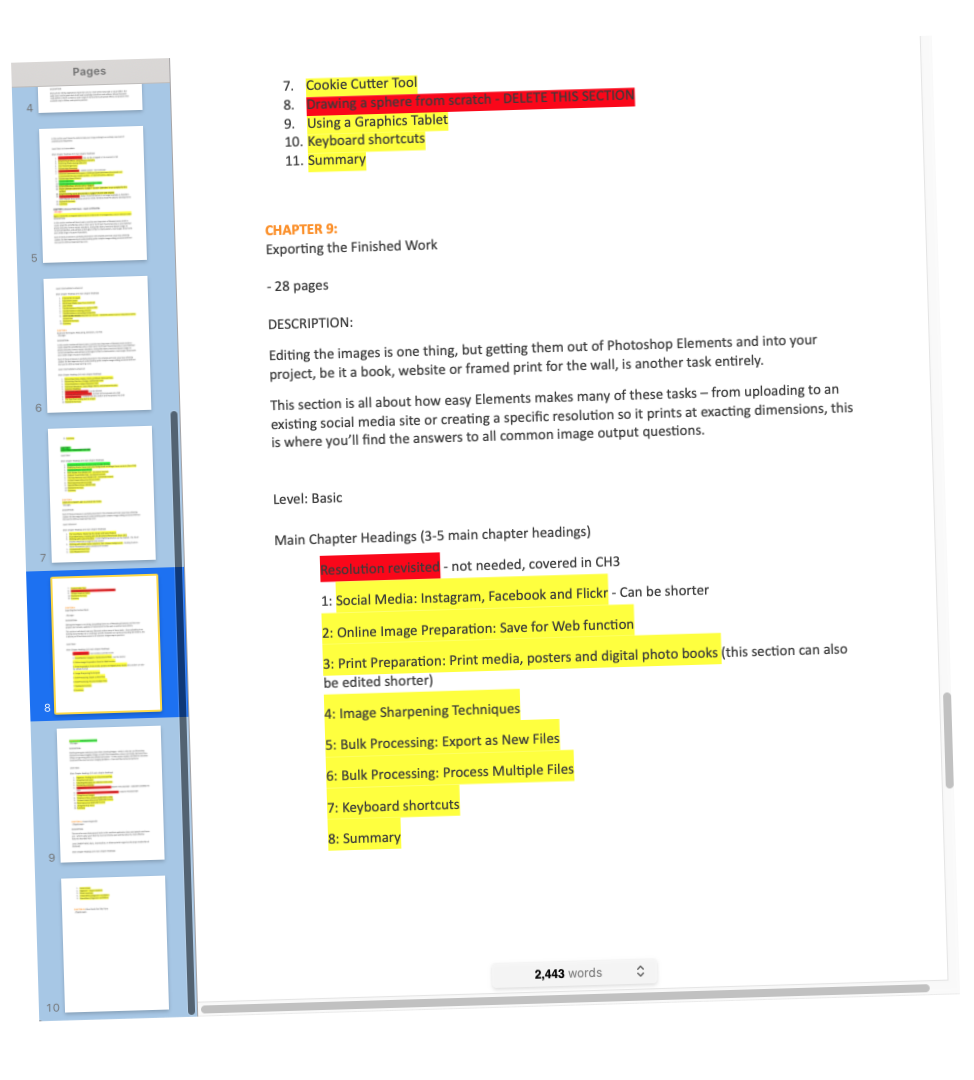 Pages
4
5
6
7
8
9
10
7. Cookie Cutter Tool
8. Drawing a sphere from scratch - DELETE THIS SECTION
9. Using a Graphics Tablet
10. Keyboard shortcuts
11. Summary
CHAPTER 9:
Exporting the Finished Work
- 28 pages
DESCRIPTION:
Editing the images is one thing, but getting them out of Photoshop Elements and into your
project, be it a book, website or framed print for the wall, is another task entirely.
This section is all about how easy Elements makes many of these tasks – from uploading to an
existing social media site or creating a specific resolution so it prints at exacting dimensions, this
is where you’ll find the answers to all common image output questions.
Level: Basic
Main Chapter Headings (3-5 main chapter headings)
Resolution revisited - not needed, covered in CH3
1: Social Media: Instagram, Facebook and Flickr - Can be shorter
2: Online Image Preparation: Save for Web function
3: Print Preparation: Print media, posters and digital photo books (this section can also
be edited shorter)
4: Image Sharpening Techniques
5: Bulk Processing: Export as New Files
6: Bulk Processing: Process Multiple Files
7: Keyboard shortcuts
8: Summary
2,443 words